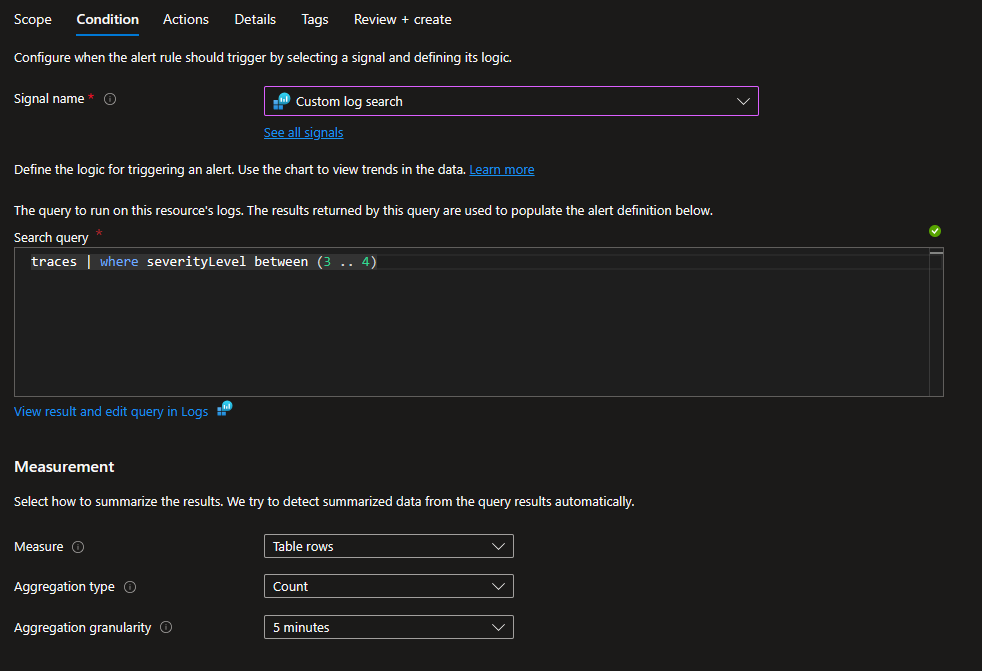 Scope Condition Actions Details Tags Review + create
Configure when the alert rule should trigger by selecting a signal and defining its logic.
Signal name * Custom log search
See all signals
Define the logic for triggering an alert. Use the chart to view trends in the data. Learn more
The query to run on this resource's logs. The results returned by this query are used to populate the alert definition below.
Search query *
traces | where severityLevel between (3 .. 4)
View result and edit query in Logs
Measurement
Select how to summarize the results. We try to detect summarized data from the query results automatically.
Measure Table rows
Aggregation type Count
Aggregation granularity 5 minutes